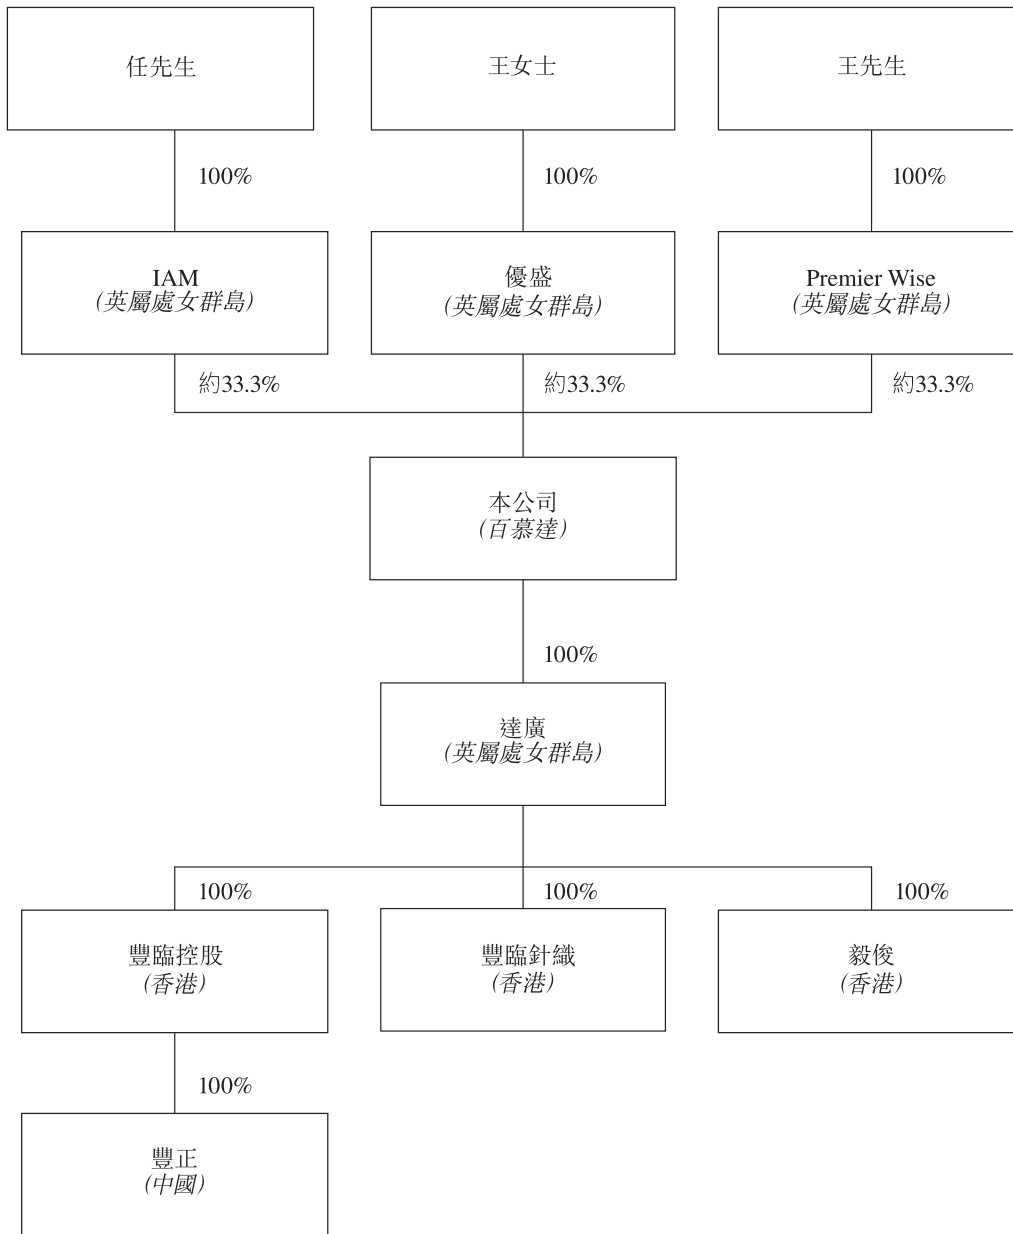 任先生
王女士
王先生
100%
100%
100%
IAM
(英屬處女群島)
優盛
(英屬處女群島)
Premier Wise
(英屬處女群島)
約33.3%
約33.3%
約33.3%
本公司
(百慕達)
100%
達廣
(英屬處女群島)
100%
100%
100%
豐臨控股
(香港)
豐臨針織
(香港)
毅俊
(香港)
100%
豐正
(中國)